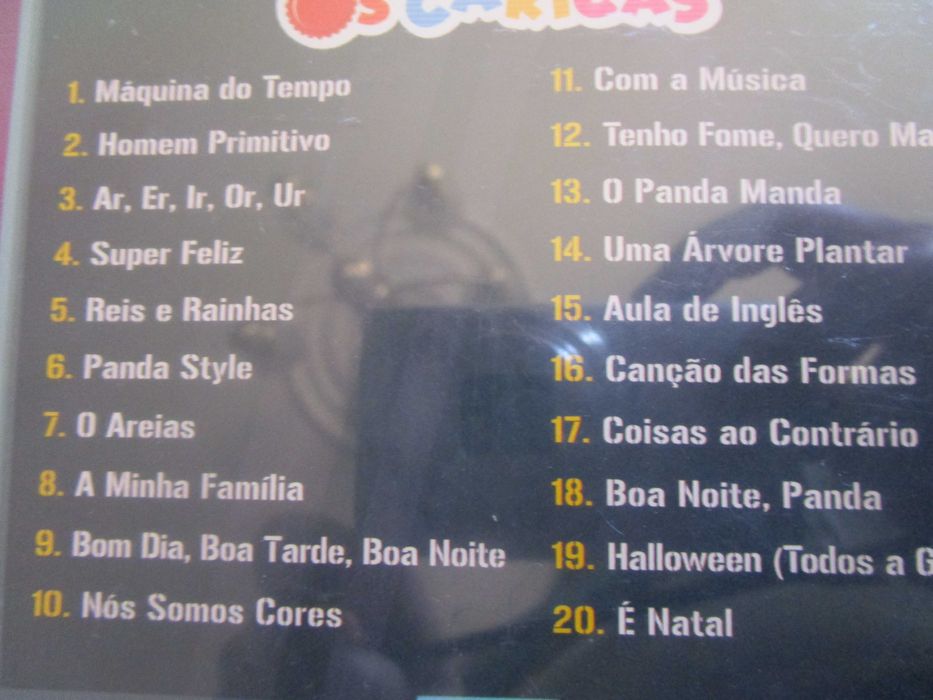 Os Caricas
1. Máquina do Tempo
2. Homem Primitivo
3. Ar, Er, Ir, Or, Ur
4. Super Feliz
5. Reis e Rainhas
6. Panda Style
7. O Areias
8. A Minha Família
9. Bom Dia, Boa Tarde, Boa Noite
10. Nós Somos Cores
11. Com a Música
12. Tenho Fome, Quero Ma
13. O Panda Manda
14. Uma Árvore Plantar
15. Aula de Inglês
16. Canção das Formas
17. Coisas ao Contrário
18. Boa Noite, Panda
19. Halloween (Todos a G
20. É Natal